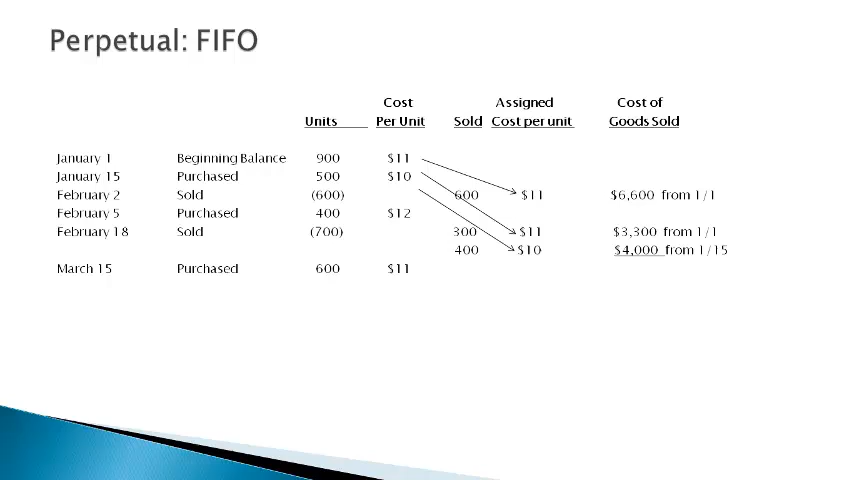 Perpetual: FIFO
Cost Assigned Cost of
Units Per Unit Sold Cost per unit Goods Sold
January 1 Beginning Balance 900 $11
January 15 Purchased 500 $10
February 2 Sold (600) 600 $11 $6,600 from 1/1
February 5 Purchased 400 $12
February 18 Sold (700) 300 $11 $3,300 from 1/1
400 $10 $4,000 from 1/15
March 15 Purchased 600 $11